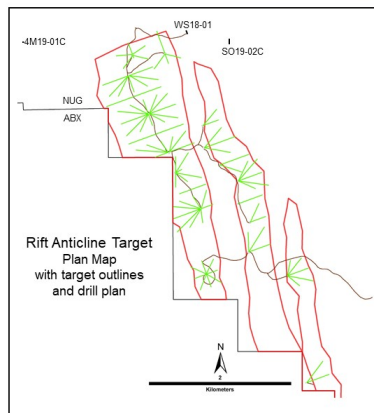 WS18-01
-4M19-01C
SO19-02C
NUG
ABX
Rift Anticline Target
Plan Map
with target outlines
and drill plan
N
2
Kilometers